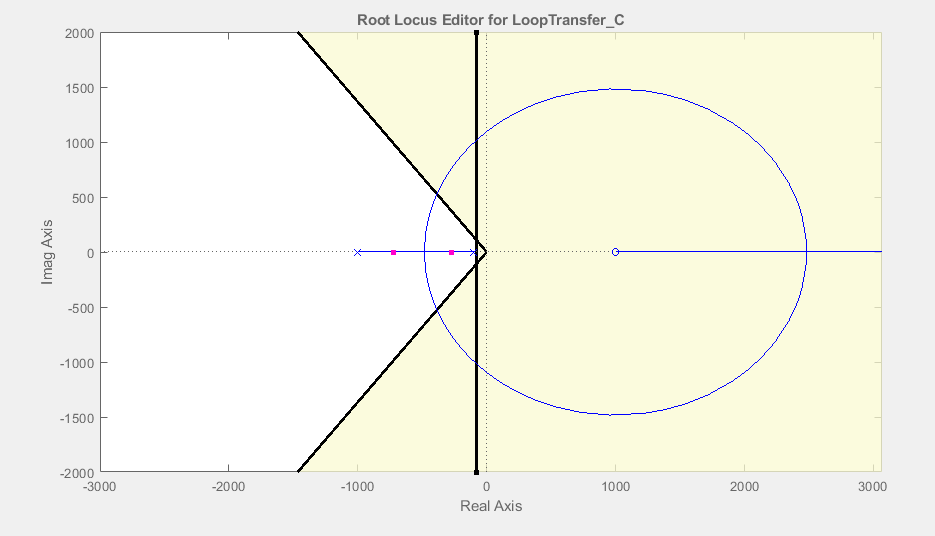 Root Locus Editor for LoopTransfer_C
2000
1500
1000
500
0
-500
-1000
-1500
-2000
Imag Axis
-3000 -2000 -1000 0 1000 2000 3000
Real Axis